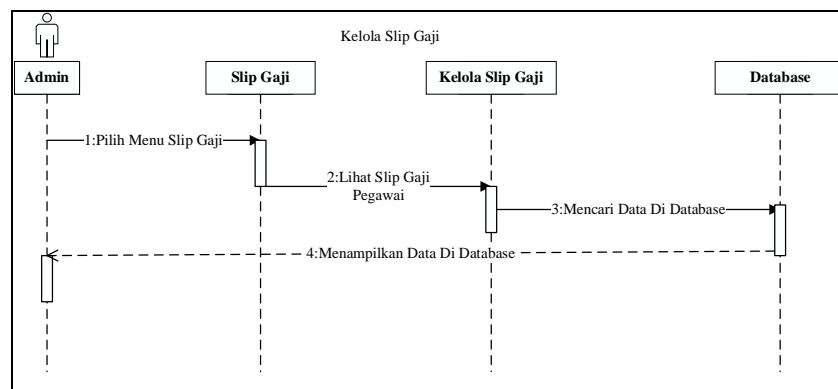 Kelola Slip Gaji
Admin
Slip Gaji
Kelola Slip Gaji
Database
1:Pilih Menu Slip Gaji
2:Lihat Slip Gaji
Pegawai
3:Mencari Data Di Database
4:Menampilkan Data Di Database